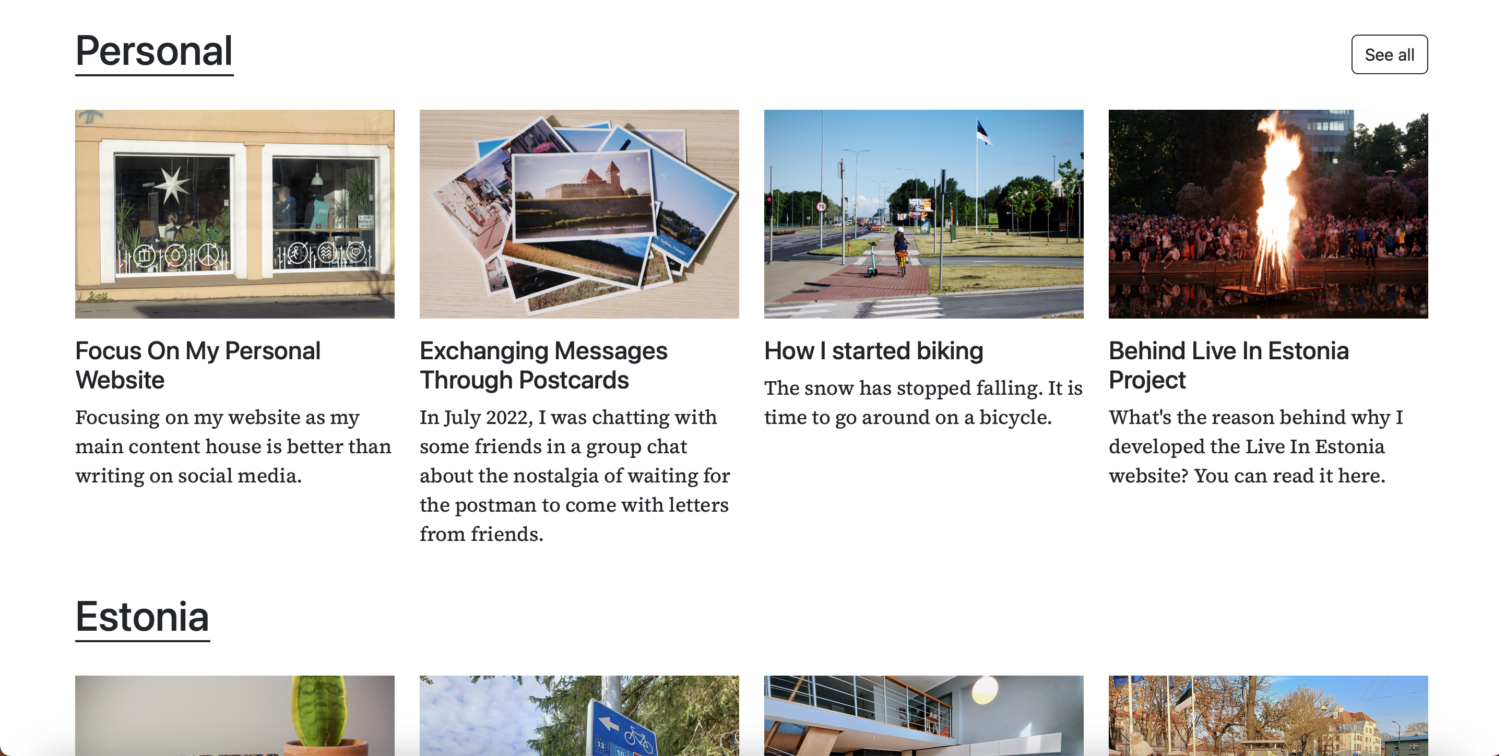 Personal
See all
Focus On My Personal
Website
Focusing on my website as my
main content house is better than
writing on social media.
Exchanging Messages
Through Postcards
In July 2022, I was chatting with
some friends in a group chat
about the nostalgia of waiting for
the postman to come with letters
from friends.
How I started biking
The snow has stopped falling. It is
time to go around on a bicycle.
Behind Live In Estonia
Project
What's the reason behind why I
developed the Live In Estonia
website? You can read it here.
Estonia